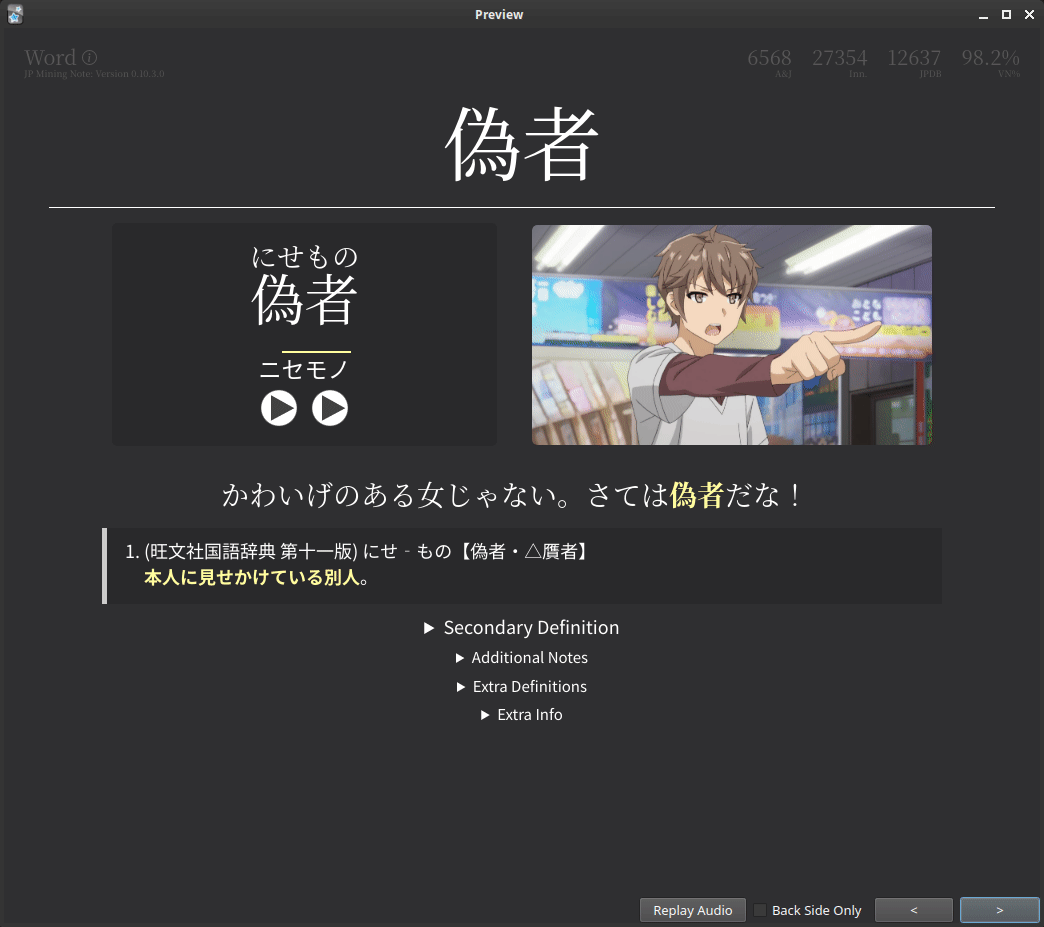 Preview
Word ⓘ
JP Mining Note: Version 0.10.3.0
6568 27354 12637 98.2%
A&J Inn. JPDB VN%
偽者
にせもの
偽者
ニセモノ
かわいげのある女じゃない。さては偽者だな！
1. (旺文社国語辞典 第十一版) にせ‐もの【偽者・△贋者】
本人に見せかけている別人。
▶ Secondary Definition
▶ Additional Notes
▶ Extra Definitions
▶ Extra Info
Replay Audio Back Side Only < >